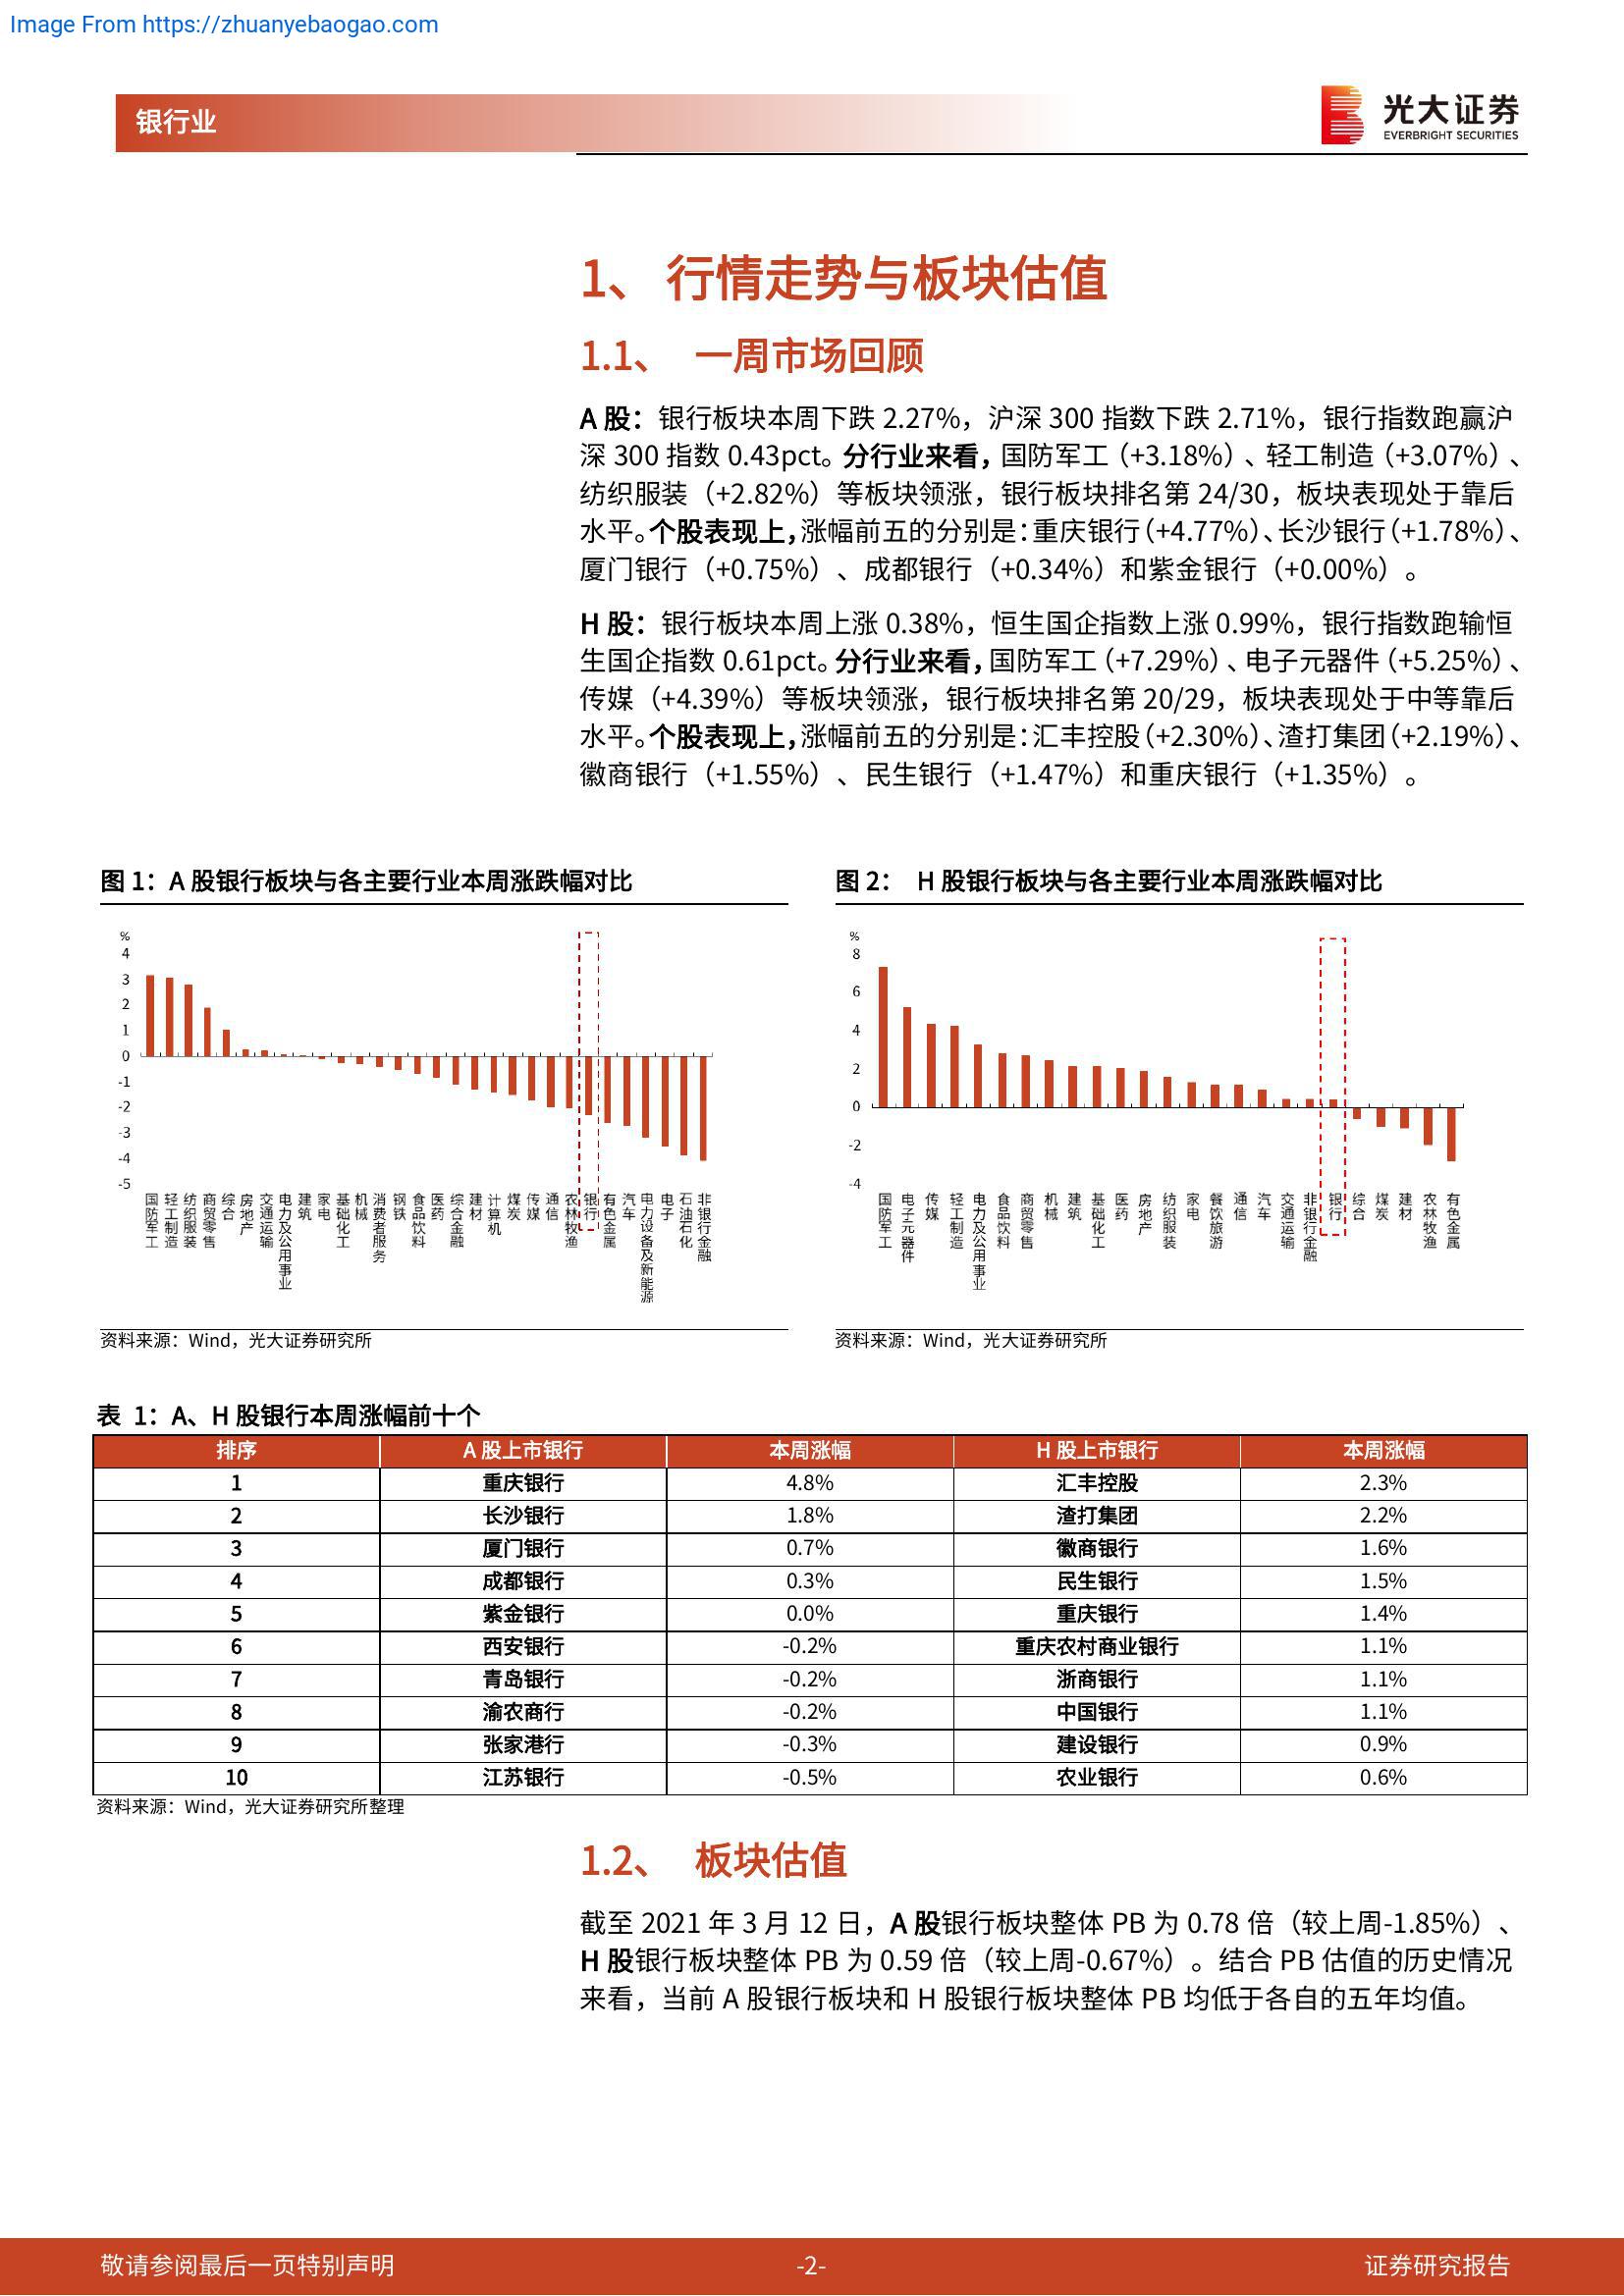 Image From https://zhuanyebaogao.com
银行业
光大证券
EVERBRIGHT SECURITIES
1、 行情走势与板块估值
1.1、 一周市场回顾
A 股：银行板块本周下跌 2.27%，沪深 300 指数下跌 2.71%，银行指数跑赢沪
深 300 指数 0.43pct。分行业来看，国防军工（+3.18%）、轻工制造（+3.07%）、
纺织服装（+2.82%）等板块领涨，银行板块排名第 24/30，板块表现处于靠后
水平。个股表现上，涨幅前五的分别是：重庆银行（+4.77%）、长沙银行（+1.78%）、
厦门银行（+0.75%）、成都银行（+0.34%）和紫金银行（+0.00%）。
H 股：银行板块本周上涨 0.38%，恒生国企指数上涨 0.99%，银行指数跑输恒
生国企指数 0.61pct。分行业来看，国防军工（+7.29%）、电子元器件（+5.25%）、
传媒（+4.39%）等板块领涨，银行板块排名第 20/29，板块表现处于中等靠后
水平。个股表现上，涨幅前五的分别是：汇丰控股（+2.30%）、渣打集团（+2.19%）、
徽商银行（+1.55%）、民生银行（+1.47%）和重庆银行（+1.35%）。
图 1：A 股银行板块与各主要行业本周涨跌幅对比
%
4
3
2
1
0
-1
-2
-3
-4
-5
国防军工
轻工制造
纺织服装
商贸零售
综合
房地产
交通运输
电力及公用事业
建筑
家电
基础化工
机械
消费者服务
钢铁
食品饮料
医药
综合金融
建材
计算机
煤炭
传媒
通信
农林牧渔
银行
有色金属
汽车
电力设备及新能源
电子
石油石化
非银行金融
资料来源：Wind，光大证券研究所
图 2： H 股银行板块与各主要行业本周涨跌幅对比
%
8
6
4
2
0
-2
-4
国防军工
电子元器件
传媒
轻工制造
电力及公用事业
食品饮料
商贸零售
机械
建筑
基础化工
医药
房地产
纺织服装
家电
餐饮旅游
通信
汽车
交通运输
非银行金融
银行
综合
煤炭
建材
农林牧渔
有色金属
资料来源：Wind，光大证券研究所
表 1：A、H 股银行本周涨幅前十个
排序 A 股上市银行 本周涨幅 H 股上市银行 本周涨幅
1 重庆银行 4.8% 汇丰控股 2.3%
2 长沙银行 1.8% 渣打集团 2.2%
3 厦门银行 0.7% 徽商银行 1.6%
4 成都银行 0.3% 民生银行 1.5%
5 紫金银行 0.0% 重庆银行 1.4%
6 西安银行 -0.2% 重庆农村商业银行 1.1%
7 青岛银行 -0.2% 浙商银行 1.1%
8 渝农商行 -0.2% 中国银行 1.1%
9 张家港行 -0.3% 建设银行 0.9%
10 江苏银行 -0.5% 农业银行 0.6%
资料来源：Wind，光大证券研究所整理
1.2、 板块估值
截至 2021 年 3 月 12 日，A 股银行板块整体 PB 为 0.78 倍（较上周-1.85%）、
H 股银行板块整体 PB 为 0.59 倍（较上周-0.67%）。结合 PB 估值的历史情况
来看，当前 A 股银行板块和 H 股银行板块整体 PB 均低于各自的五年均值。
敬请参阅最后一页特别声明
-2-
证券研究报告